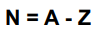 N = A - Z